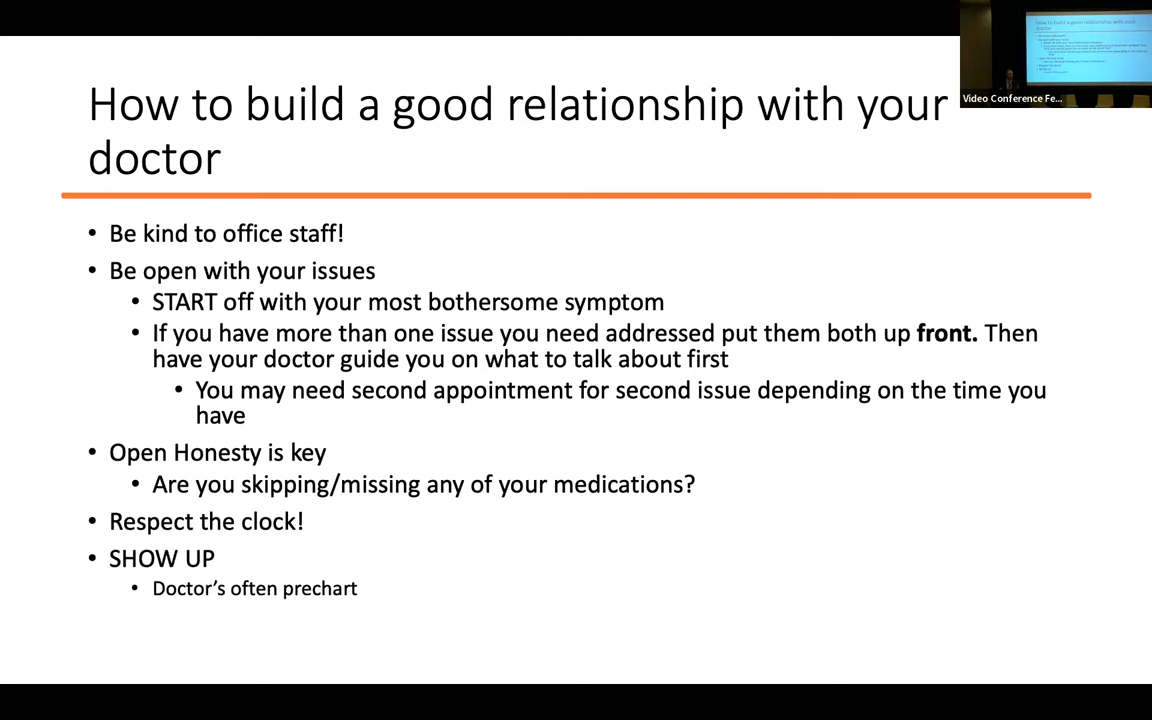 How to build a good relationship with your
doctor
Video Conference Fe...
• Be kind to office staff!
• Be open with your issues
• START off with your most bothersome symptom
• If you have more than one issue you need addressed put them both up front. Then
have your doctor guide you on what to talk about first
• You may need second appointment for second issue depending on the time you
have
• Open Honesty is key
• Are you skipping/missing any of your medications?
• Respect the clock!
• SHOW UP
• Doctor’s often prechart